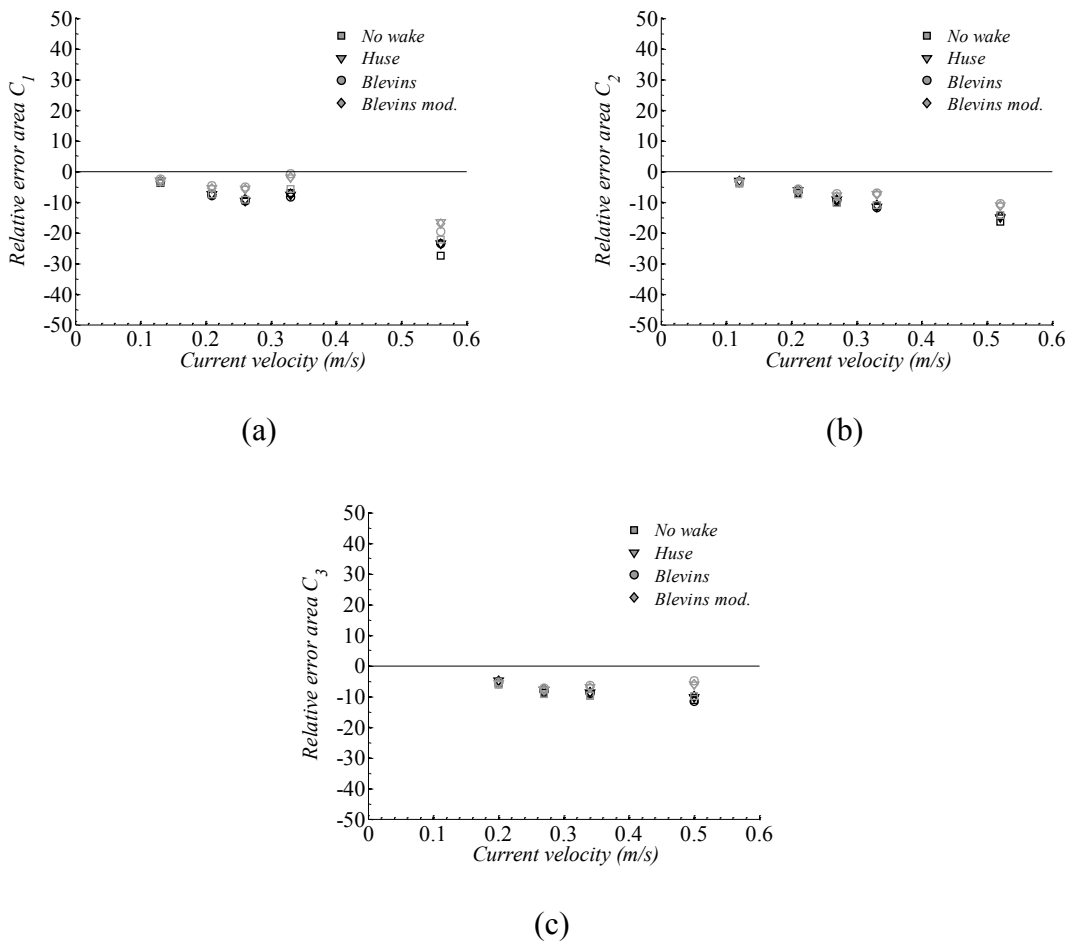 50
40
30
20
10
0
-10
-20
-30
-40
-50
Relative error area C1
No wake
Huse
Blevins
Blevins mod.
0 0.1 0.2 0.3 0.4 0.5 0.6
Current velocity (m/s)
(a)
50
40
30
20
10
0
-10
-20
-30
-40
-50
Relative error area C2
No wake
Huse
Blevins
Blevins mod.
0 0.1 0.2 0.3 0.4 0.5 0.6
Current velocity (m/s)
(b)
50
40
30
20
10
0
-10
-20
-30
-40
-50
Relative error area C3
No wake
Huse
Blevins
Blevins mod.
0 0.1 0.2 0.3 0.4 0.5 0.6
Current velocity (m/s)
(c)